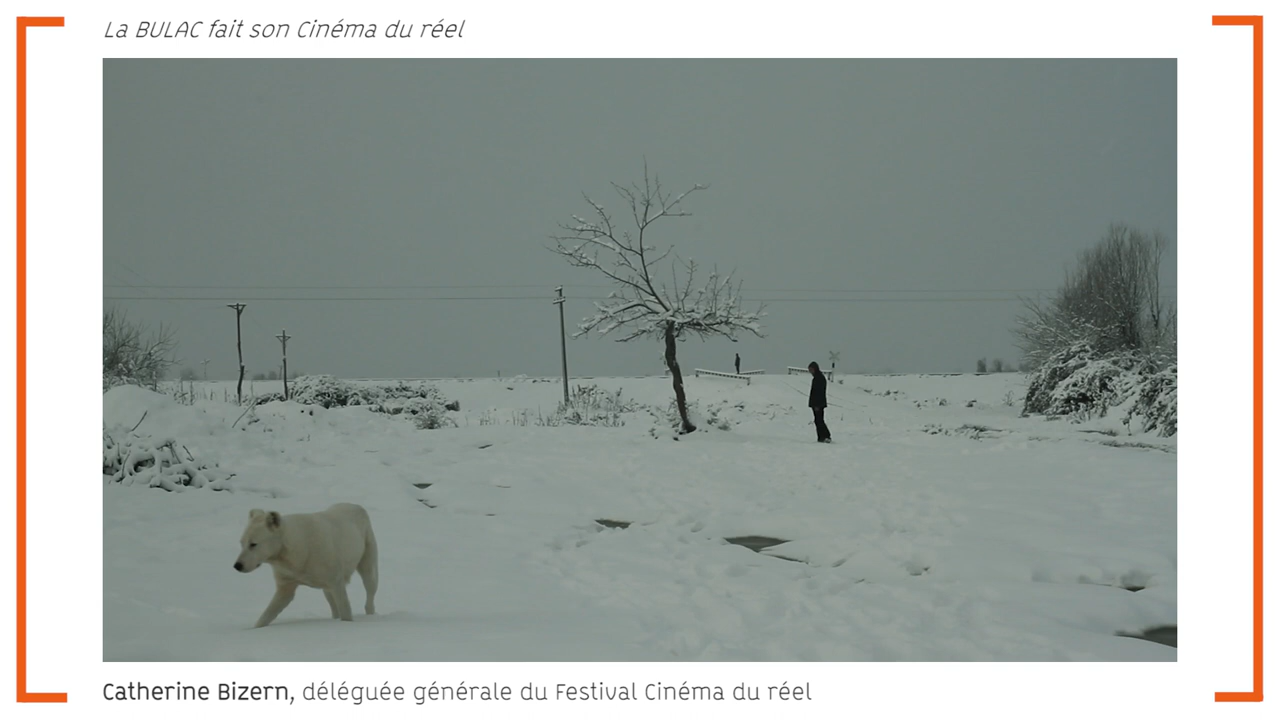 La BULAC fait son Cinéma du réel
Catherine Bizern, déléguée générale du Festival Cinéma du réel